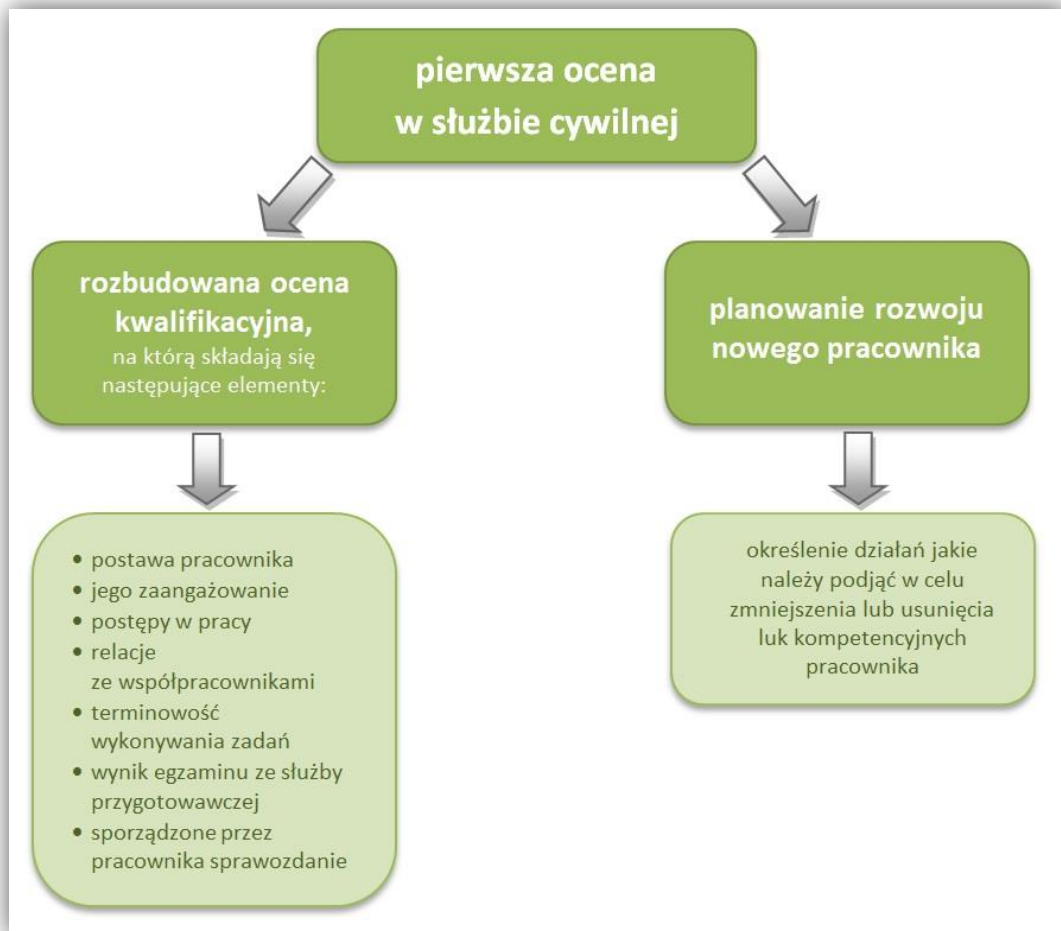 pierwsza ocena
w służbie cywilnej
rozbudowana ocena
kwalifikacyjna,
na którą składają się
następujące elementy:
• postawa pracownika
• jego zaangażowanie
• postępy w pracy
• relacje
ze współpracownikami
• terminowość
wykonywania zadań
• wynik egzaminu ze służby
przygotowawczej
• sporządzone przez
pracownika sprawozdanie
planowanie rozwoju
nowego pracownika
określenie działań jakie
należy podjąć w celu
zmniejszenia lub usunięcia
luk kompetencyjnych
pracownika